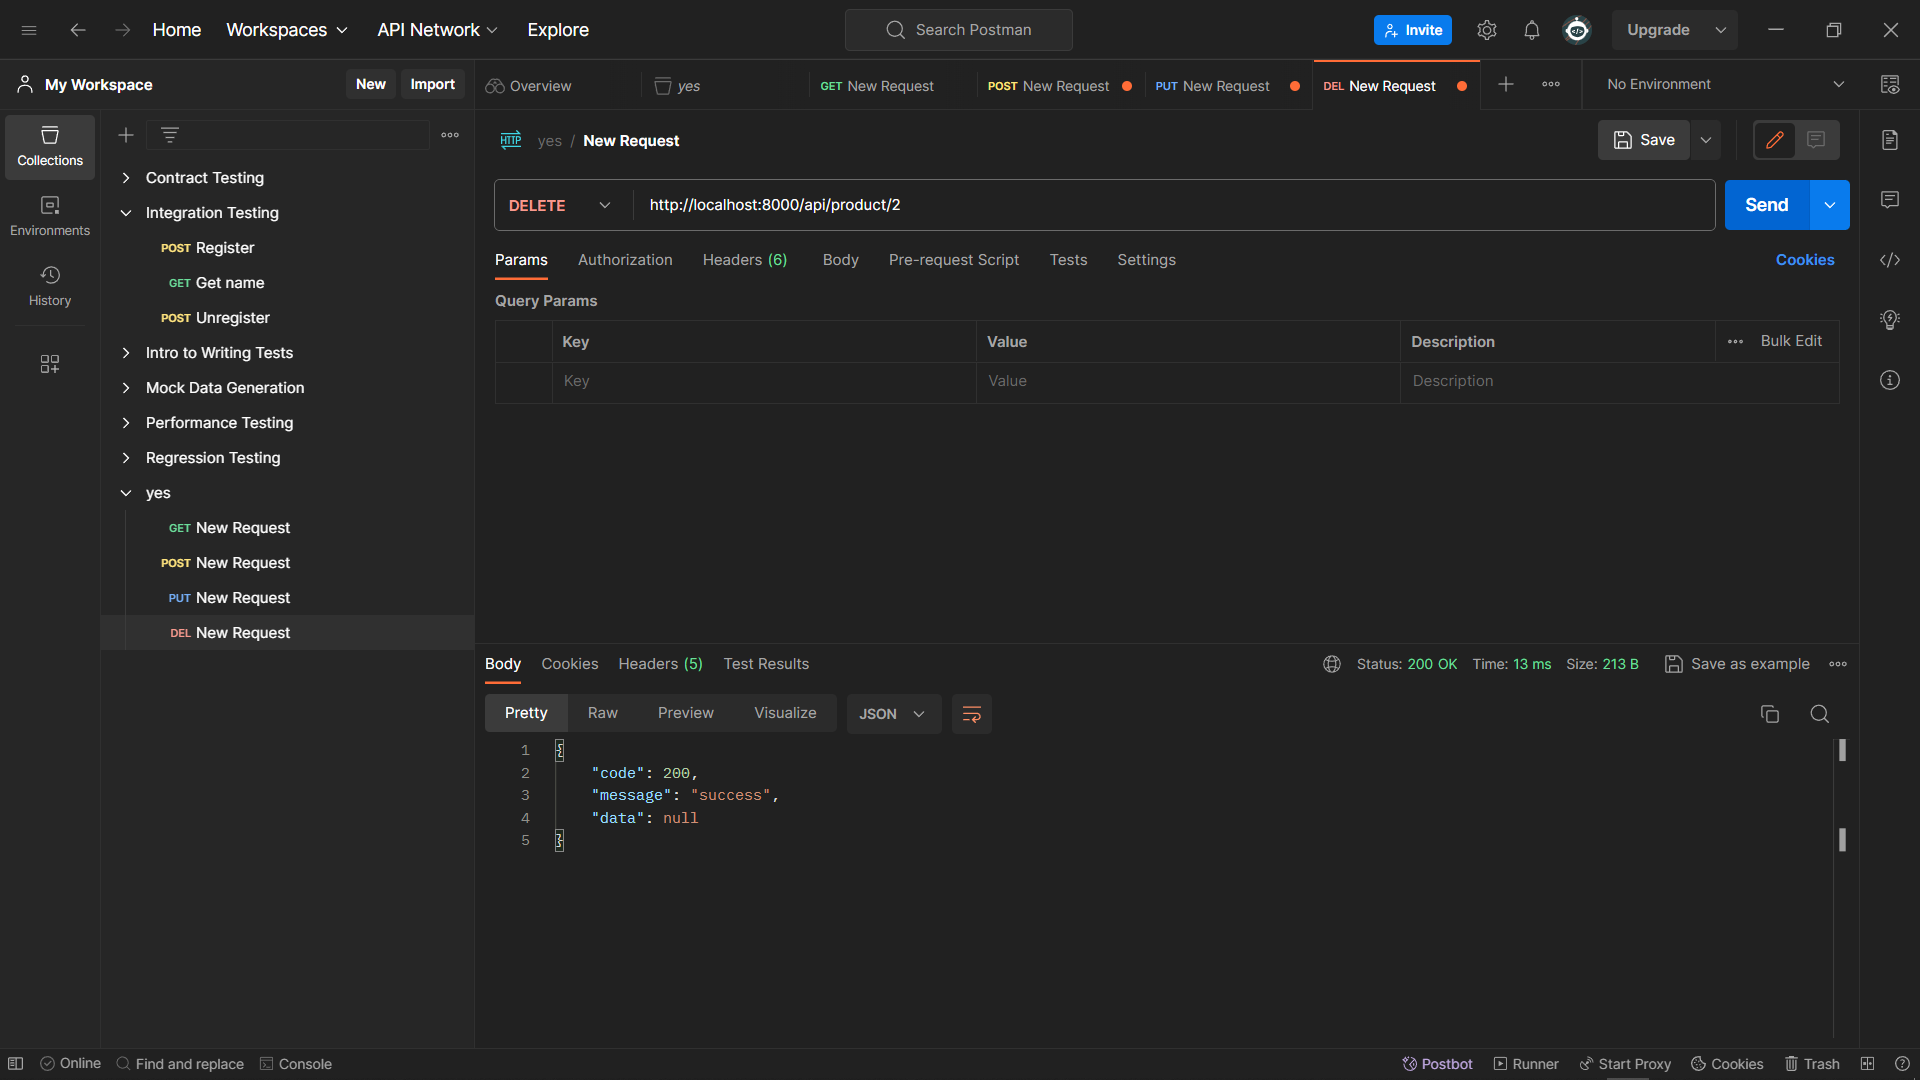 Home Workspaces API Network Explore Search Postman Invite Upgrade
My Workspace New Import Overview yes GET New Request POST New Request PUT New Request DEL New Request No Environment
Collections
Environments
History
Contract Testing
Integration Testing
POST Register
GET Get name
POST Unregister
Intro to Writing Tests
Mock Data Generation
Performance Testing
Regression Testing
yes
GET New Request
POST New Request
PUT New Request
DEL New Request
HTTP yes / New Request Save
DELETE http://localhost:8000/api/product/2 Send
Params Authorization Headers (6) Body Pre-request Script Tests Settings Cookies
Query Params
Key Value Description Bulk Edit
Key Value Description
Body Cookies Headers (5) Test Results Status: 200 OK Time: 13 ms Size: 213 B Save as example
Pretty Raw Preview Visualize JSON
1 {
2 "code": 200,
3 "message": "success",
4 "data": null
5 }
Online Find and replace Console Postbot Runner Start Proxy Cookies Trash